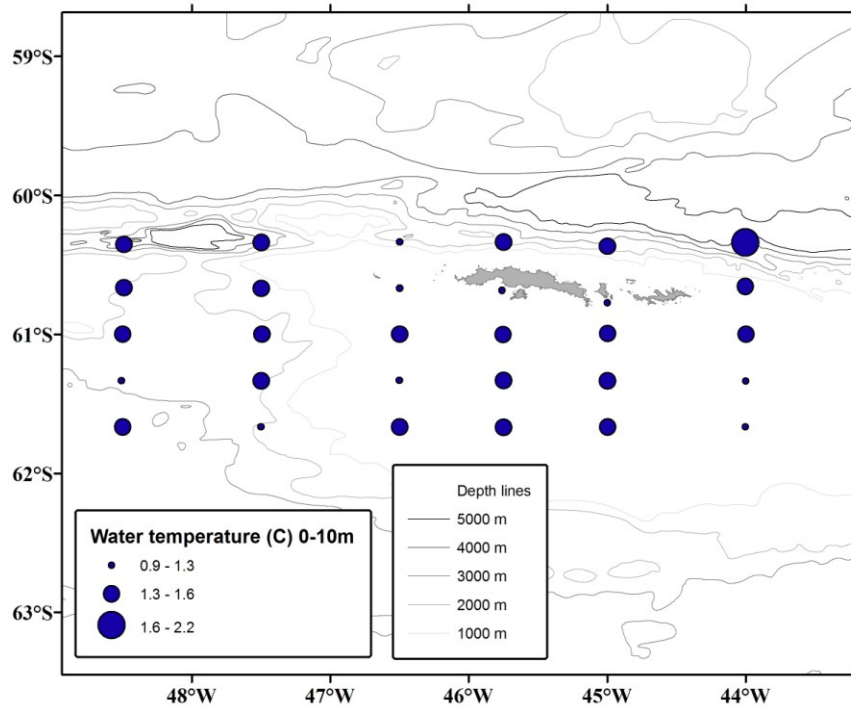 59°S
60°S
61°S
62°S
63°S
Depth lines
5000 m
4000 m
3000 m
2000 m
1000 m
Water temperature (C) 0-10m
0.9 - 1.3
1.3 - 1.6
1.6 - 2.2
48°W
47°W
46°W
45°W
44°W